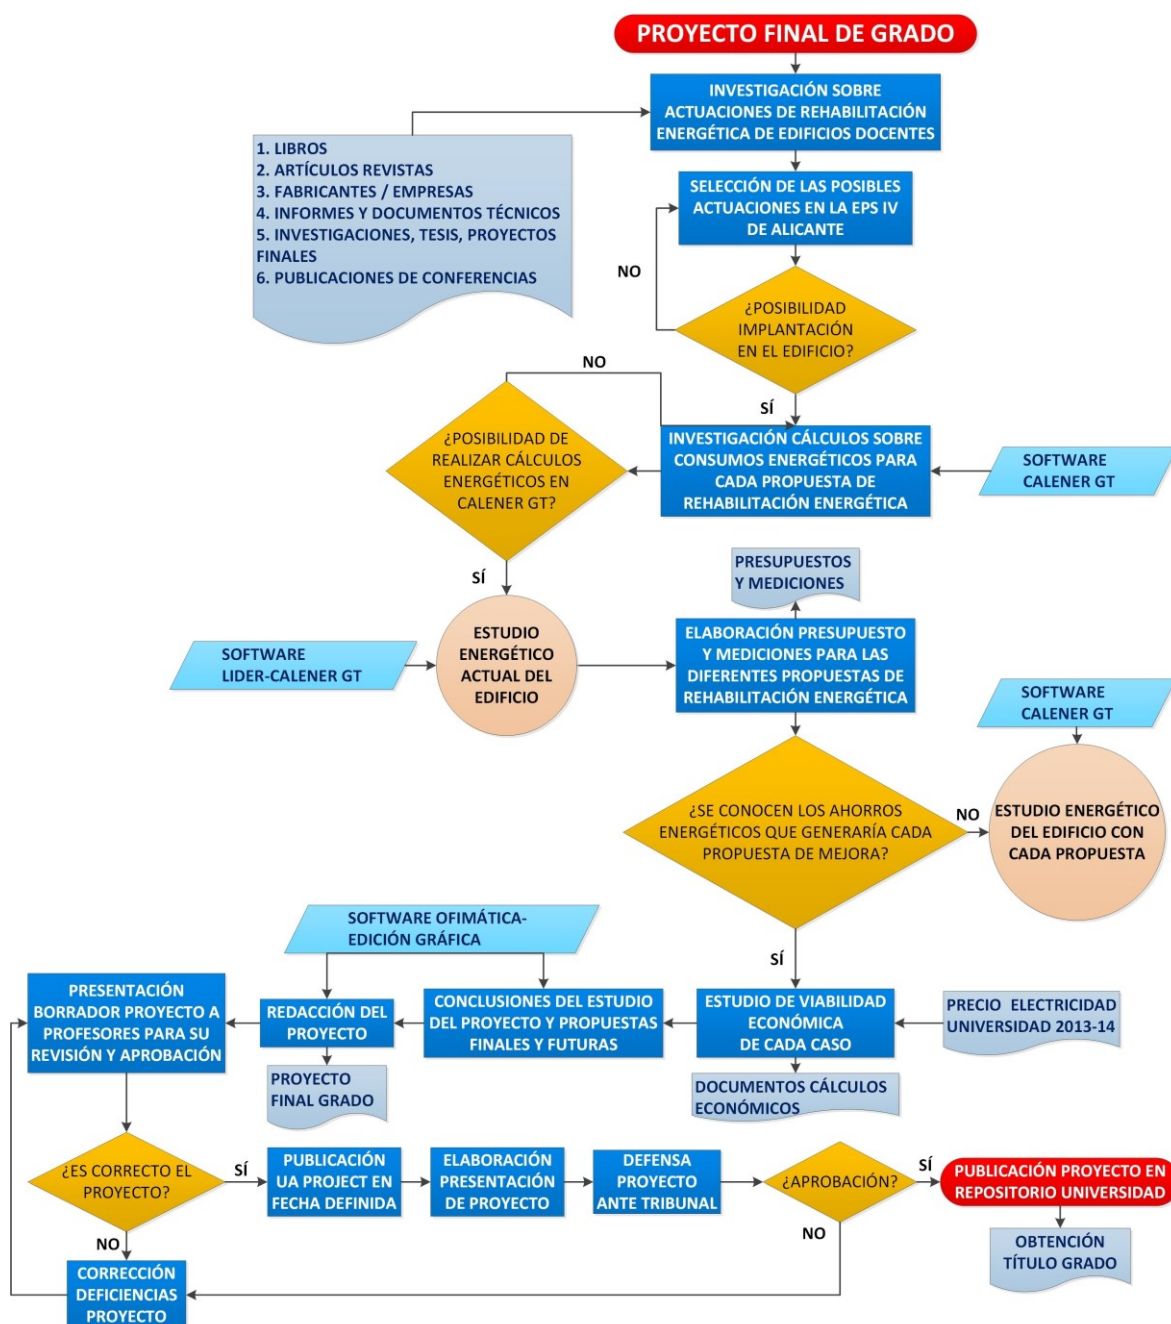 PROYECTO FINAL DE GRADO
INVESTIGACIÓN SOBRE
ACTUACIONES DE REHABILITACIÓN
ENERGÉTICA DE EDIFICIOS DOCENTES
1. LIBROS
2. ARTÍCULOS REVISTAS
3. FABRICANTES / EMPRESAS
4. INFORMES Y DOCUMENTOS TÉCNICOS
5. INVESTIGACIONES, TESIS, PROYECTOS
FINALES
6. PUBLICACIONES DE CONFERENCIAS
SELECCIÓN DE LAS POSIBLES
ACTUACIONES EN LA EPS IV
DE ALICANTE
NO
¿POSIBILIDAD
IMPLANTACIÓN
EN EL EDIFICIO?
NO
SÍ
¿POSIBILIDAD DE
REALIZAR CÁLCULOS
ENERGÉTICOS EN
CALENER GT?
INVESTIGACIÓN CÁLCULOS SOBRE
CONSUMOS ENERGÉTICOS PARA
CADA PROPUESTA DE
REHABILITACIÓN ENERGÉTICA
SOFTWARE
CALENER GT
SÍ
PRESUPUESTOS
Y MEDICIONES
SOFTWARE
LIDER-CALENER GT
ESTUDIO
ENERGÉTICO
ACTUAL DEL
EDIFICIO
ELABORACIÓN PRESUPUESTO
Y MEDICIONES PARA LAS
DIFERENTES PROPUESTAS DE
REHABILITACIÓN ENERGÉTICA
SOFTWARE
CALENER GT
¿SE CONOCEN LOS AHORROS
ENERGÉTICOS QUE GENERARÍA CADA
PROPUESTA DE MEJORA?
NO
ESTUDIO ENERGÉTICO
DEL EDIFICIO CON
CADA PROPUESTA
SÍ
SOFTWARE OFIMÁTICA-
EDICIÓN GRÁFICA
PRESENTACIÓN
BORRADOR PROYECTO A
PROFESORES PARA SU
REVISIÓN Y APROBACIÓN
REDACCIÓN DEL
PROYECTO
CONCLUSIONES DEL ESTUDIO
DEL PROYECTO Y PROPUESTAS
FINALES Y FUTURAS
ESTUDIO DE VIABILIDAD
ECONÓMICA
DE CADA CASO
PRECIO ELECTRICIDAD
UNIVERSIDAD 2013-14
PROYECTO
FINAL GRADO
DOCUMENTOS CÁLCULOS
ECONÓMICOS
¿ES CORRECTO EL
PROYECTO?
SÍ
PUBLICACIÓN
UA PROJECT EN
FECHA DEFINIDA
ELABORACIÓN
PRESENTACIÓN
DE PROYECTO
DEFENSA
PROYECTO
ANTE TRIBUNAL
¿APROBACIÓN?
SÍ
PUBLICACIÓN PROYECTO EN
REPOSITORIO UNIVERSIDAD
NO
NO
OBTENCIÓN
TÍTULO GRADO
CORRECCIÓN
DEFICIENCIAS
PROYECTO